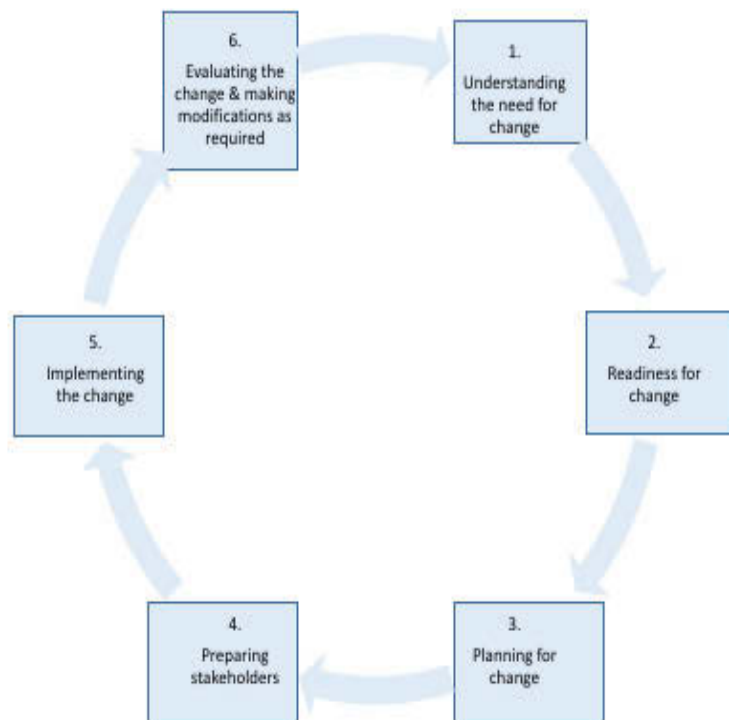 1.
Understanding
the need for
change
2.
Readiness for
change
3.
Planning for
change
4.
Preparing
stakeholders
5.
Implementing
the change
6.
Evaluating the
change & making
modifications as
required